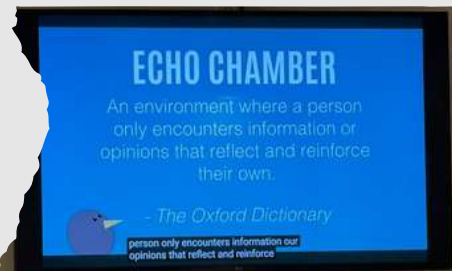 ECHO CHAMBER
An environment where a person
only encounters information or
opinions that reflect and reinforce
their own.
- The Oxford Dictionary
person only encounters information our
opinions that reflect and reinforce